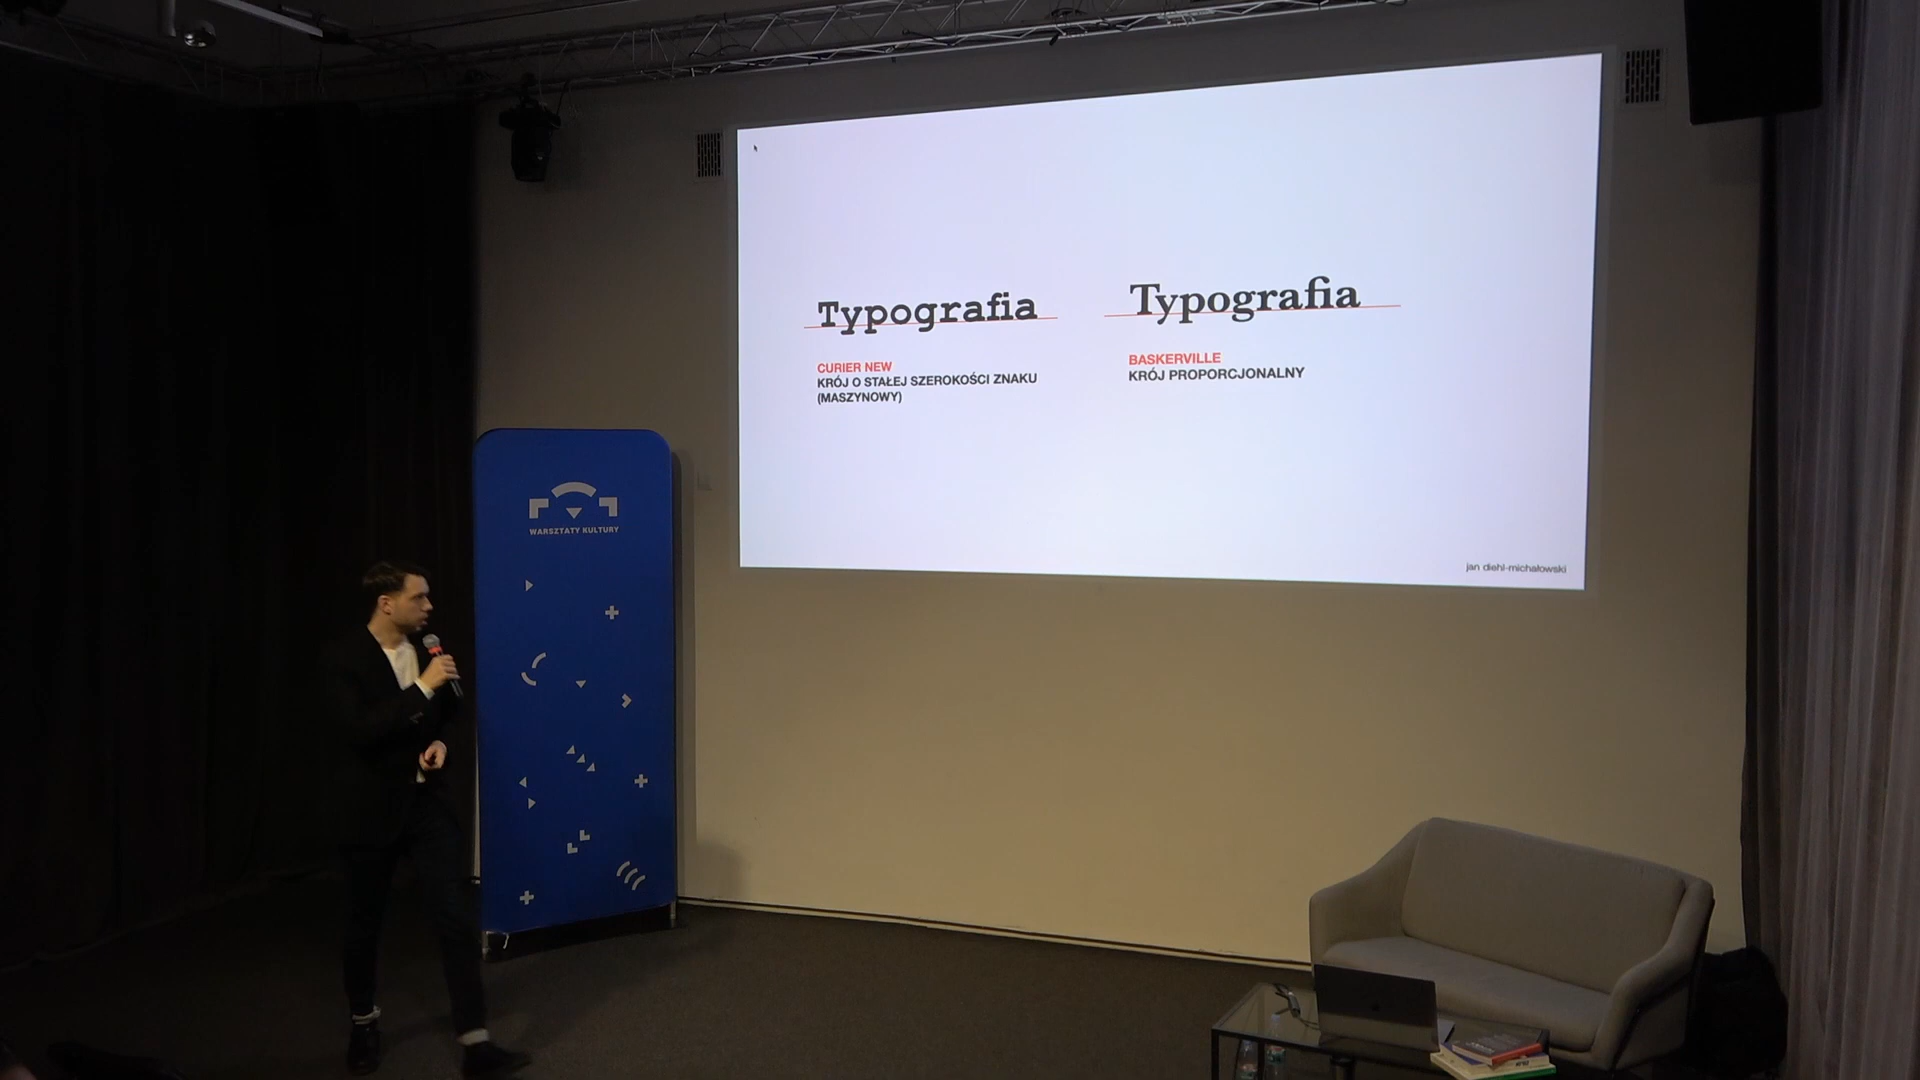 Typografia
CURIER NEW
KRÓJ O STAŁEJ SZEROKOŚCI ZNAKU
(MASZYNOWY)
Typografia
BASKERVILLE
KRÓJ PROPORCJONALNY
jan diehl-michałowski
WARSZTATY KULTURY